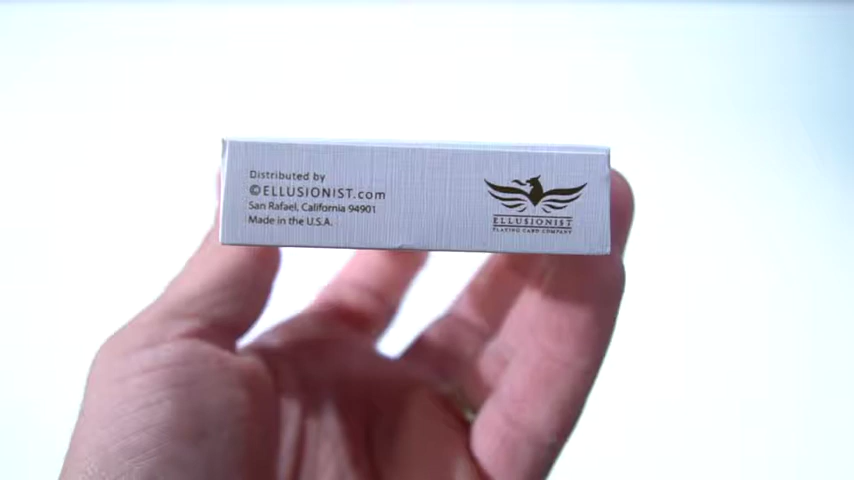 Distributed by
©ELLUSIONIST.com
San Rafael, California 94901
Made in the U.S.A.
ELLUSIONIST
PLAYING CARD COMPANY